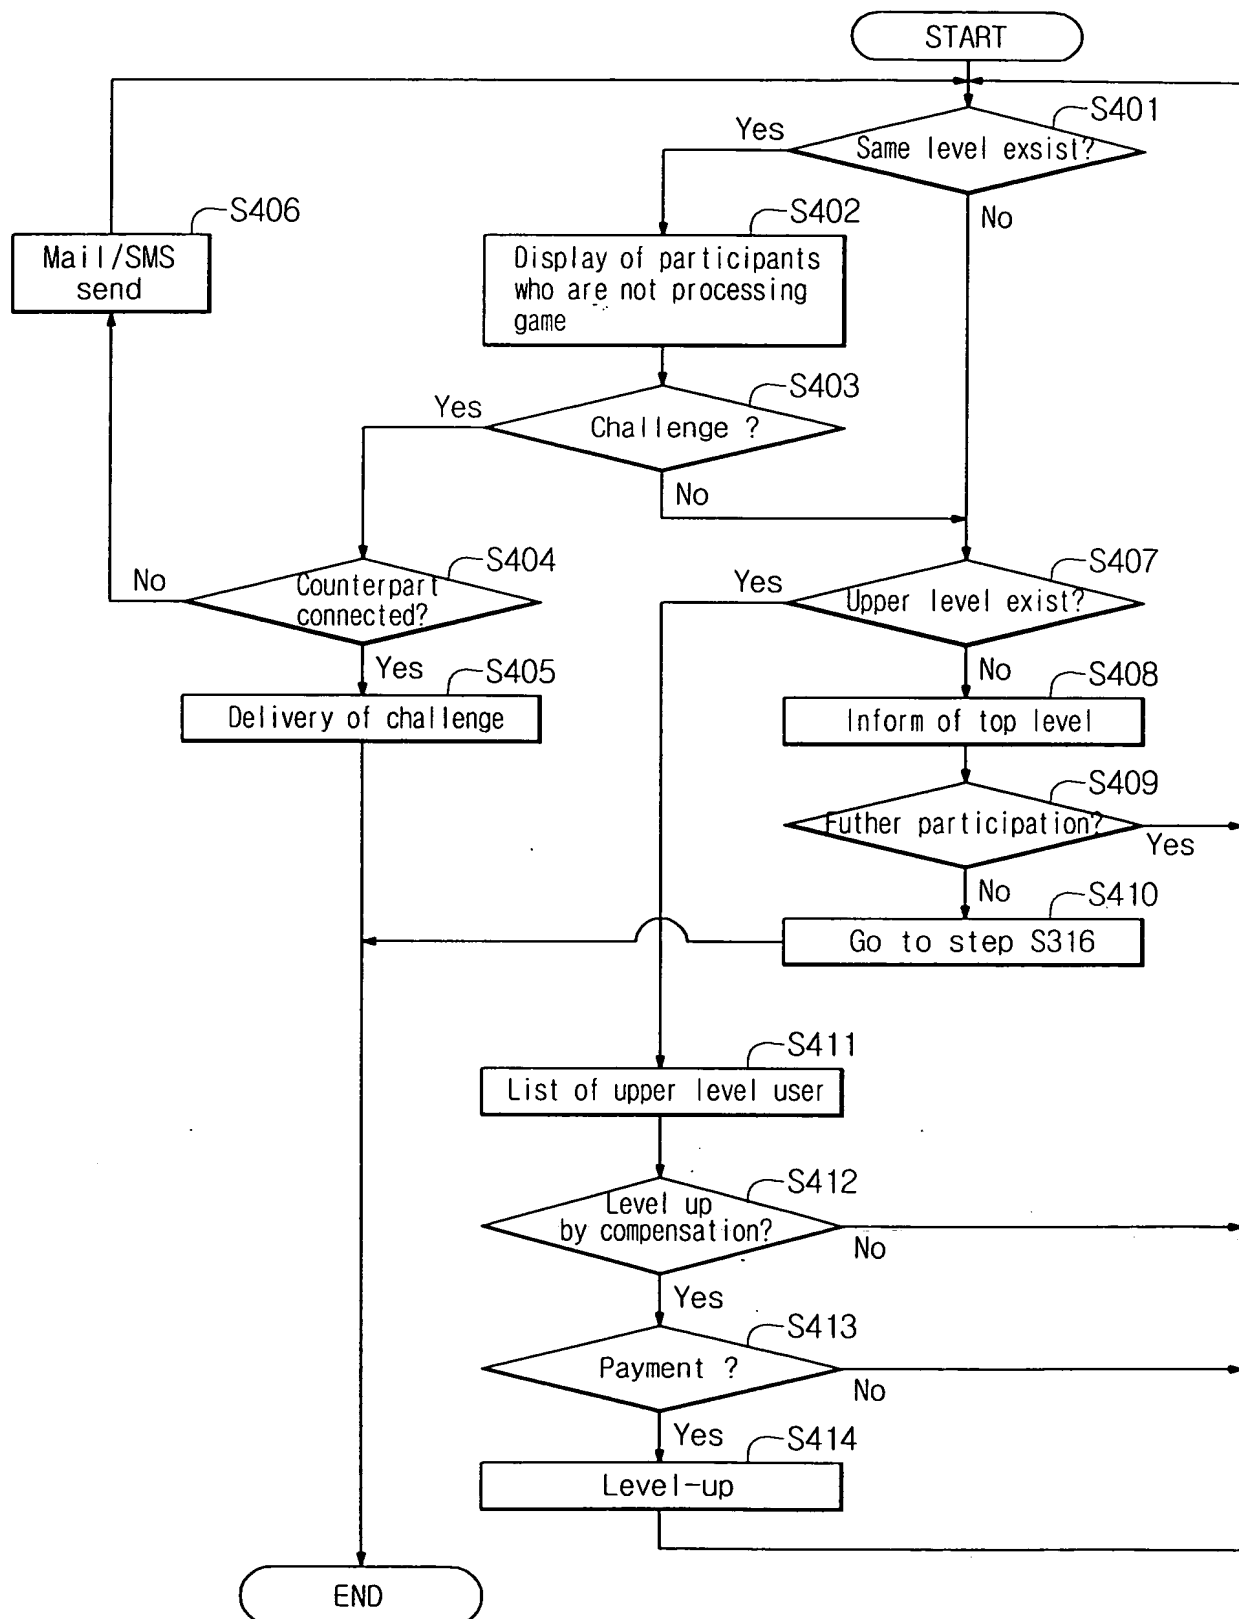 START
S401
Yes
Same level exsist?
S406
S402
No
Mail/SMS
send
Display of participants
who are not processing
game
S403
Yes
Challenge ?
No
S404
S407
No
Counterpart
connected?
Yes
Upper level exist?
Yes
S405
No
S408
Delivery of challenge
Inform of top level
S409
Futher participation?
Yes
No
S410
Go to step S316
S411
List of upper level user
S412
Level up
by compensation?
No
Yes
S413
Payment ?
No
Yes
S414
Level-up
END